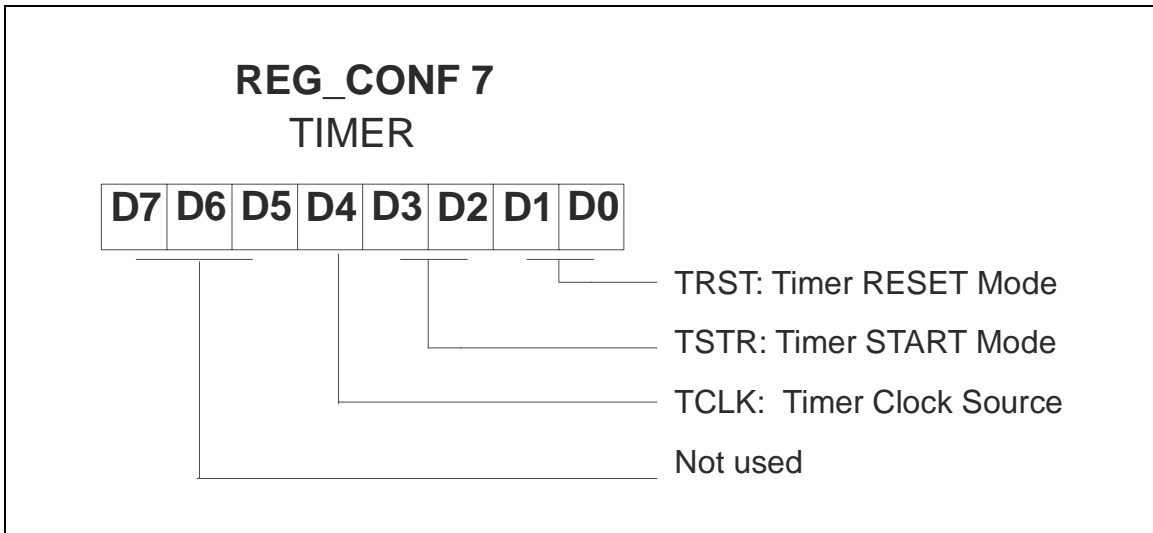 REG_CONF 7
TIMER
D7 D6 D5 D4 D3 D2 D1 D0
TRST: Timer RESET Mode
TSTR: Timer START Mode
TCLK: Timer Clock Source
Not used